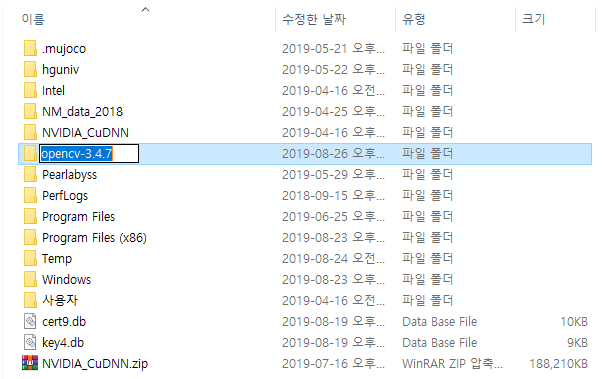 이름 수정한 날짜 유형 크기
.mujoco 2019-05-21 오후... 파일 폴더
hguniv 2019-05-22 오후... 파일 폴더
Intel 2019-04-16 오전... 파일 폴더
NM_data_2018 2019-04-25 오후... 파일 폴더
NVIDIA_CuDNN 2019-04-16 오후... 파일 폴더
opencv-3.4.7 2019-08-26 오후... 파일 폴더
Pearlabyss 2019-05-29 오후... 파일 폴더
PerfLogs 2018-09-15 오후... 파일 폴더
Program Files 2019-06-25 오후... 파일 폴더
Program Files (x86) 2019-08-23 오후... 파일 폴더
Temp 2019-08-24 오전... 파일 폴더
Windows 2019-08-23 오후... 파일 폴더
사용자 2019-04-16 오전... 파일 폴더
cert9.db 2019-08-19 오후... Data Base File 10KB
key4.db 2019-08-19 오후... Data Base File 9KB
NVIDIA_CuDNN.zip 2019-07-16 오후... WinRAR ZIP 압축... 188,210KB